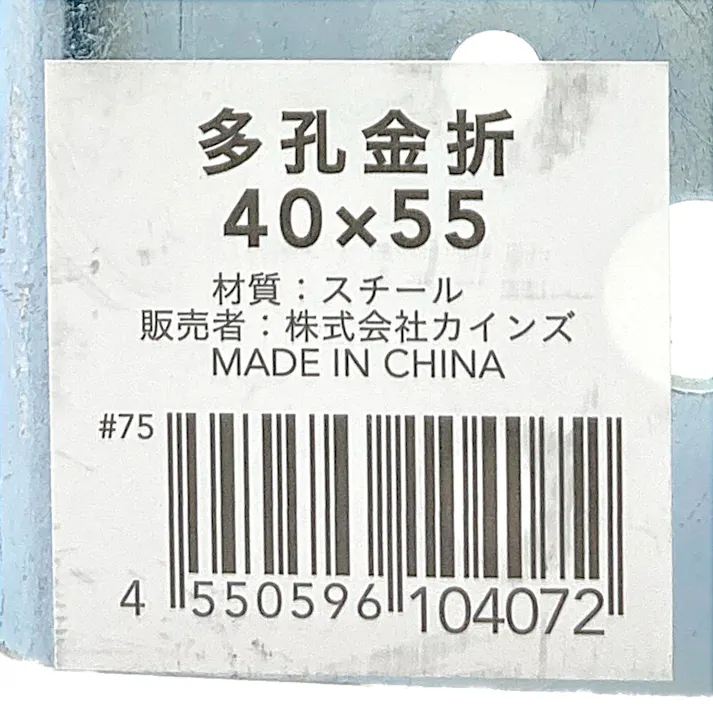 多孔金折
40×55
材質：スチール
販売者：株式会社カインズ
MADE IN CHINA
#75
4 550596 104072